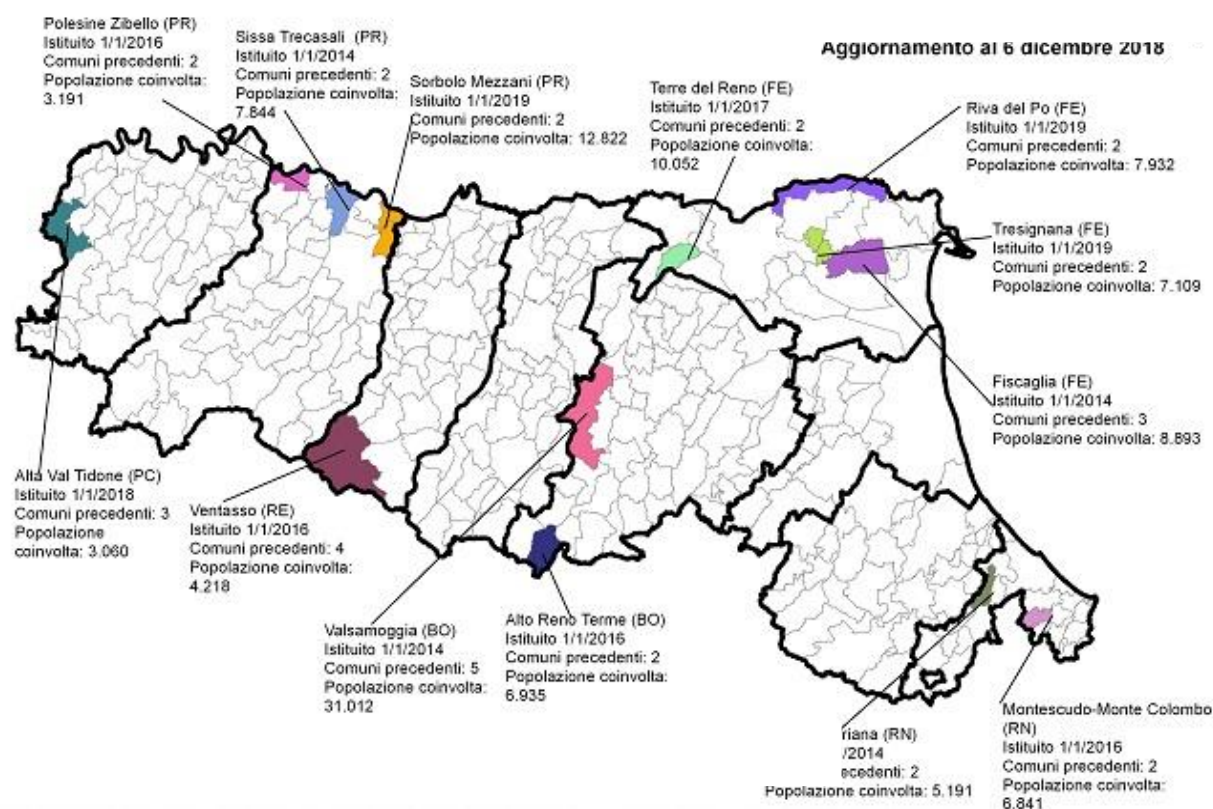 Aggiornamento al 6 dicembre 2018
Polesine Zibello (PR)
Istituito 1/1/2016
Comuni precedenti: 2
Popolazione coinvolta:
3.191
Sissa Trecasali (PR)
Istituito 1/1/2014
Comuni precedenti: 2
Popolazione coinvolta:
7.844
Sorbolo Mezzani (PR)
Istituito 1/1/2019
Comuni precedenti: 2
Popolazione coinvolta: 12.822
Terre del Reno (FE)
Istituito 1/1/2017
Comuni precedenti: 2
Popolazione coinvolta:
10.052
Riva del Po (FE)
Istituito 1/1/2019
Comuni precedenti: 2
Popolazione coinvolta: 7.932
Tresignana (FE)
Istituito 1/1/2019
Comuni precedenti: 2
Popolazione coinvolta: 7.109
Fiscaglia (FE)
Istituito 1/1/2014
Comuni precedenti: 3
Popolazione coinvolta: 8.893
Alta Val Tidone (PC)
Istituito 1/1/2018
Comuni precedenti: 3
Popolazione
coinvolta: 3.060
Ventasso (RE)
Istituito 1/1/2016
Comuni precedenti: 4
Popolazione coinvolta:
4.218
Valsamoggia (BO)
Istituito 1/1/2014
Comuni precedenti: 5
Popolazione coinvolta:
31.012
Alto Reno Terme (BO)
Istituito 1/1/2016
Comuni precedenti: 2
Popolazione coinvolta:
6.935
riana (RN)
/2014
ecedenti: 2
Popolazione coinvolta: 5.191
Montescudo-Monte Colombo
(RN)
Istituito 1/1/2016
Comuni precedenti: 2
Popolazione coinvolta:
6.841